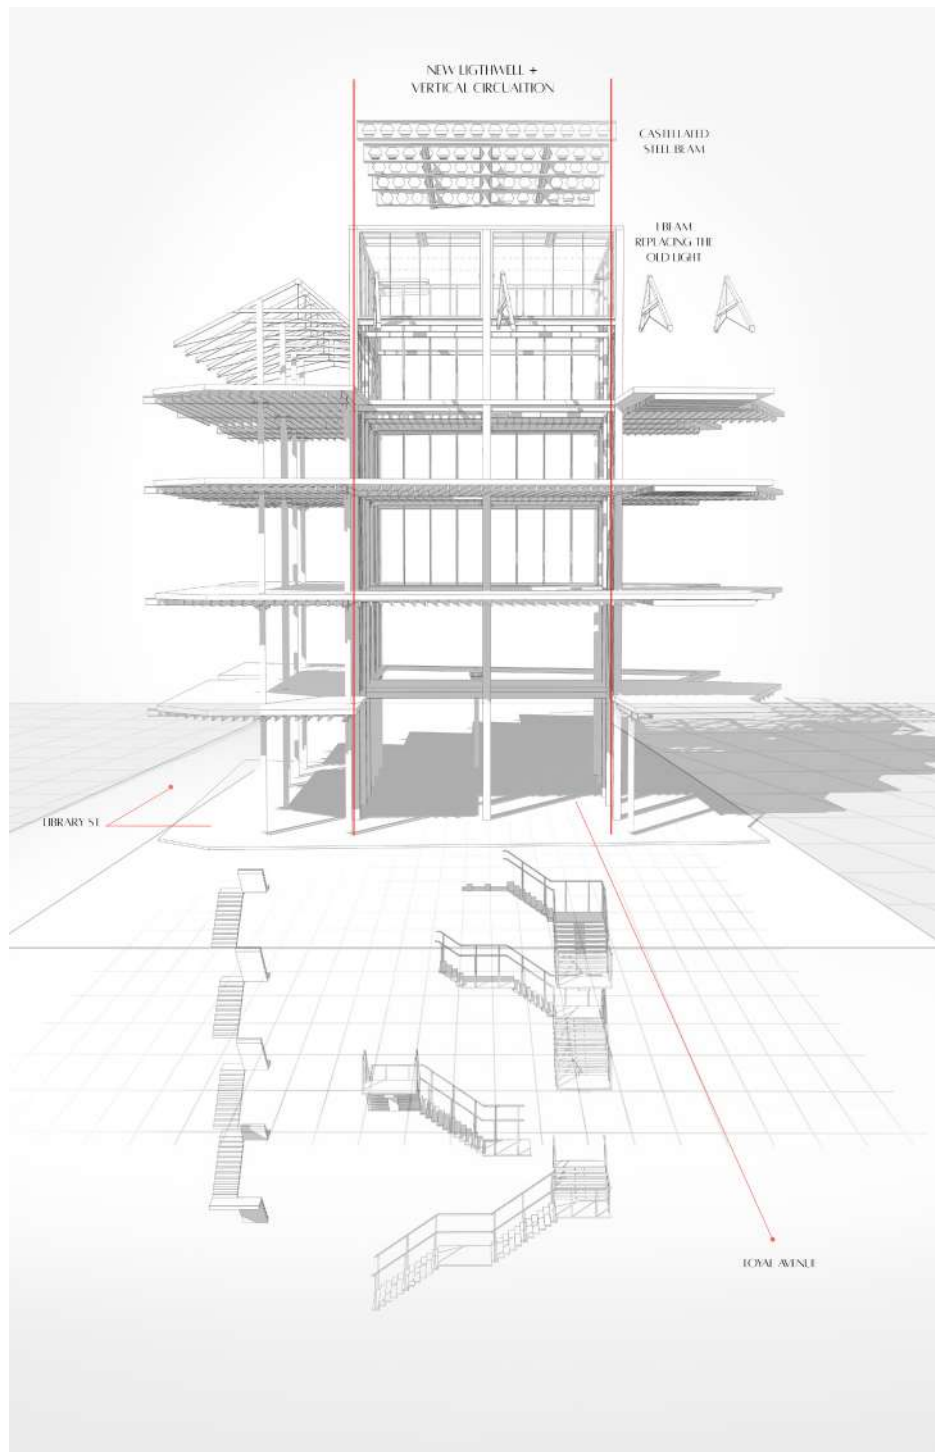 NEW LIGTHWELL +
VERTICAL CIRCUALTION
CASTELLATED
STEEL BEAM
I BEAM
REPLACING THE
OLD LIGHT
LIBRARY ST.
ROYAL AVENUE